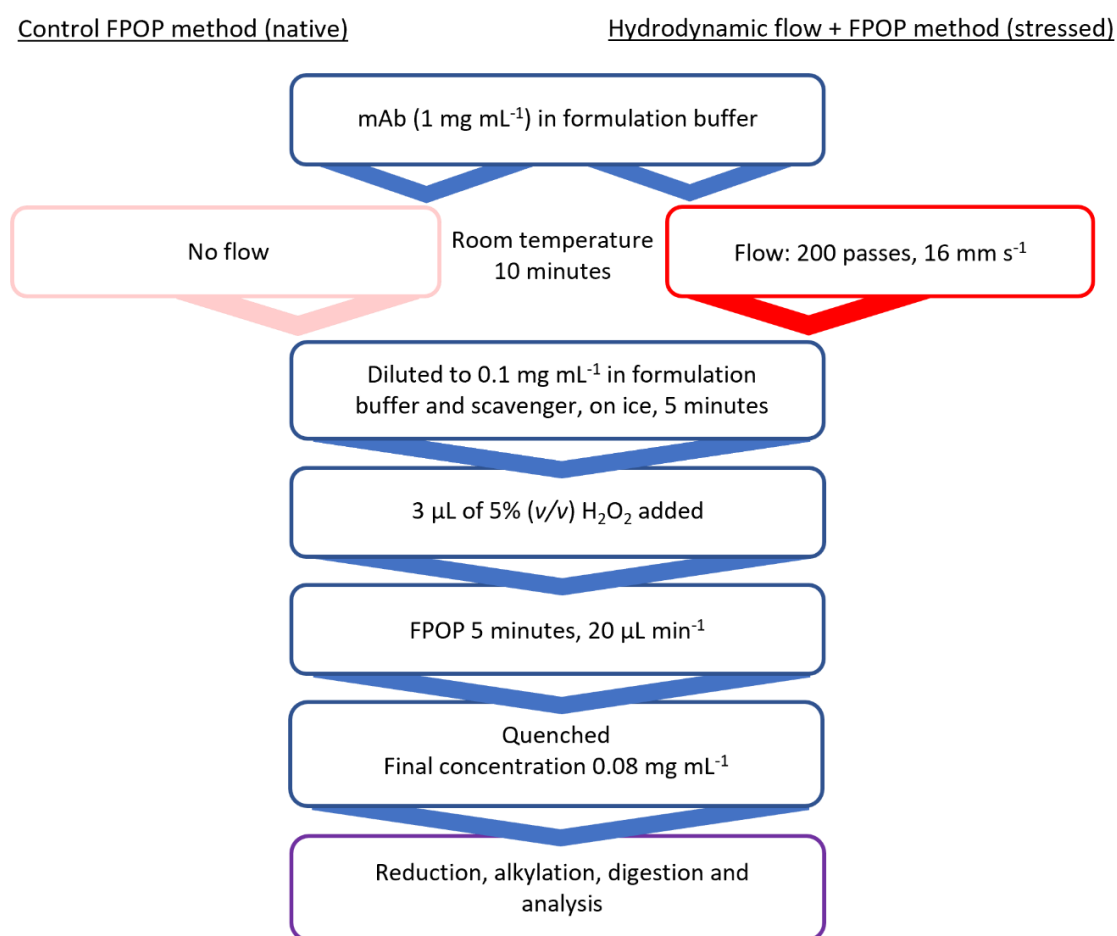 Control FPOP method (native)
Hydrodynamic flow + FPOP method (stressed)
mAb (1 mg mL⁻¹) in formulation buffer
No flow
Room temperature
10 minutes
Flow: 200 passes, 16 mm s⁻¹
Diluted to 0.1 mg mL⁻¹ in formulation
buffer and scavenger, on ice, 5 minutes
3 µL of 5% (v/v) H₂O₂ added
FPOP 5 minutes, 20 µL min⁻¹
Quenched
Final concentration 0.08 mg mL⁻¹
Reduction, alkylation, digestion and
analysis